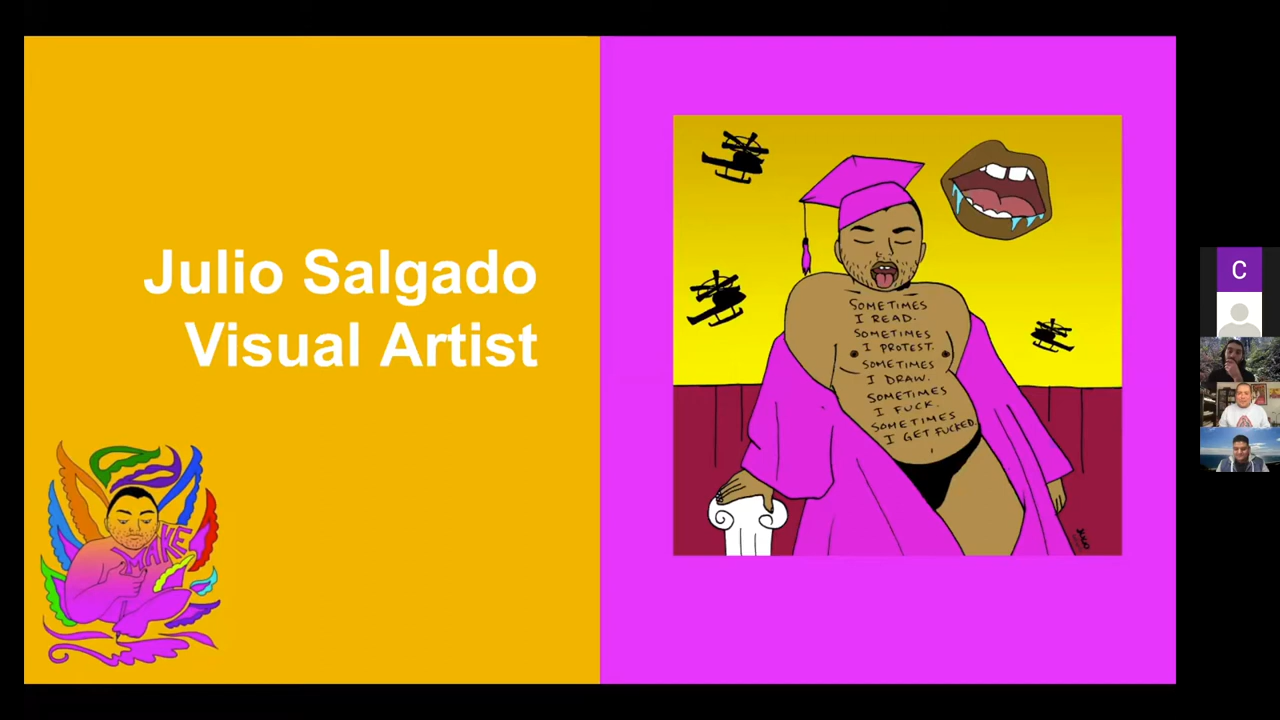 Julio Salgado
Visual Artist
MAKE
SOMETIMES
I READ.
SOMETIMES
I PROTEST.
SOMETIMES
I DRAW.
SOMETIMES
I FUCK.
SOMETIMES
I GET FUCKED.
C